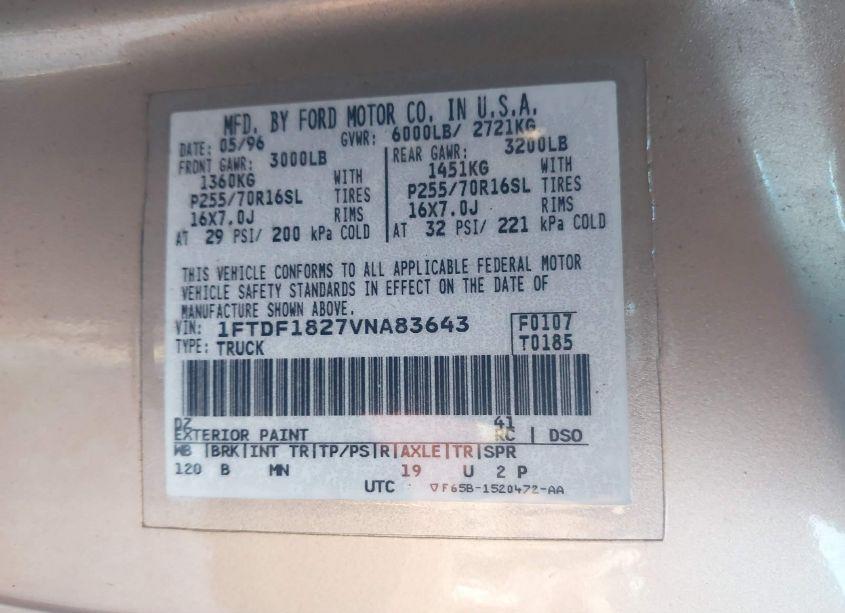 MFD. BY FORD MOTOR CO. IN U.S.A.
DATE: 05/96 GVWR: 6000LB/ 2721KG
FRONT GAWR: 3000LB REAR GAWR: 3200LB
1360KG WITH 1451KG WITH
P255/70R16SL TIRES P255/70R16SL TIRES
16X7.0J RIMS 16X7.0J RIMS
AT 29 PSI/ 200 kPa COLD AT 32 PSI/ 221 kPa COLD
THIS VEHICLE CONFORMS TO ALL APPLICABLE FEDERAL MOTOR
VEHICLE SAFETY STANDARDS IN EFFECT ON THE DATE OF
MANUFACTURE SHOWN ABOVE.
VIN: 1FTDF1827VNA83643 F0107
TYPE: TRUCK T0185
DZ 41
EXTERIOR PAINT RC | DSO
WB |BRK|INT TR|TP/PS|R|AXLE|TR|SPR
120 B MN 19 U 2 P
UTC ▽F65B-1520472-AA